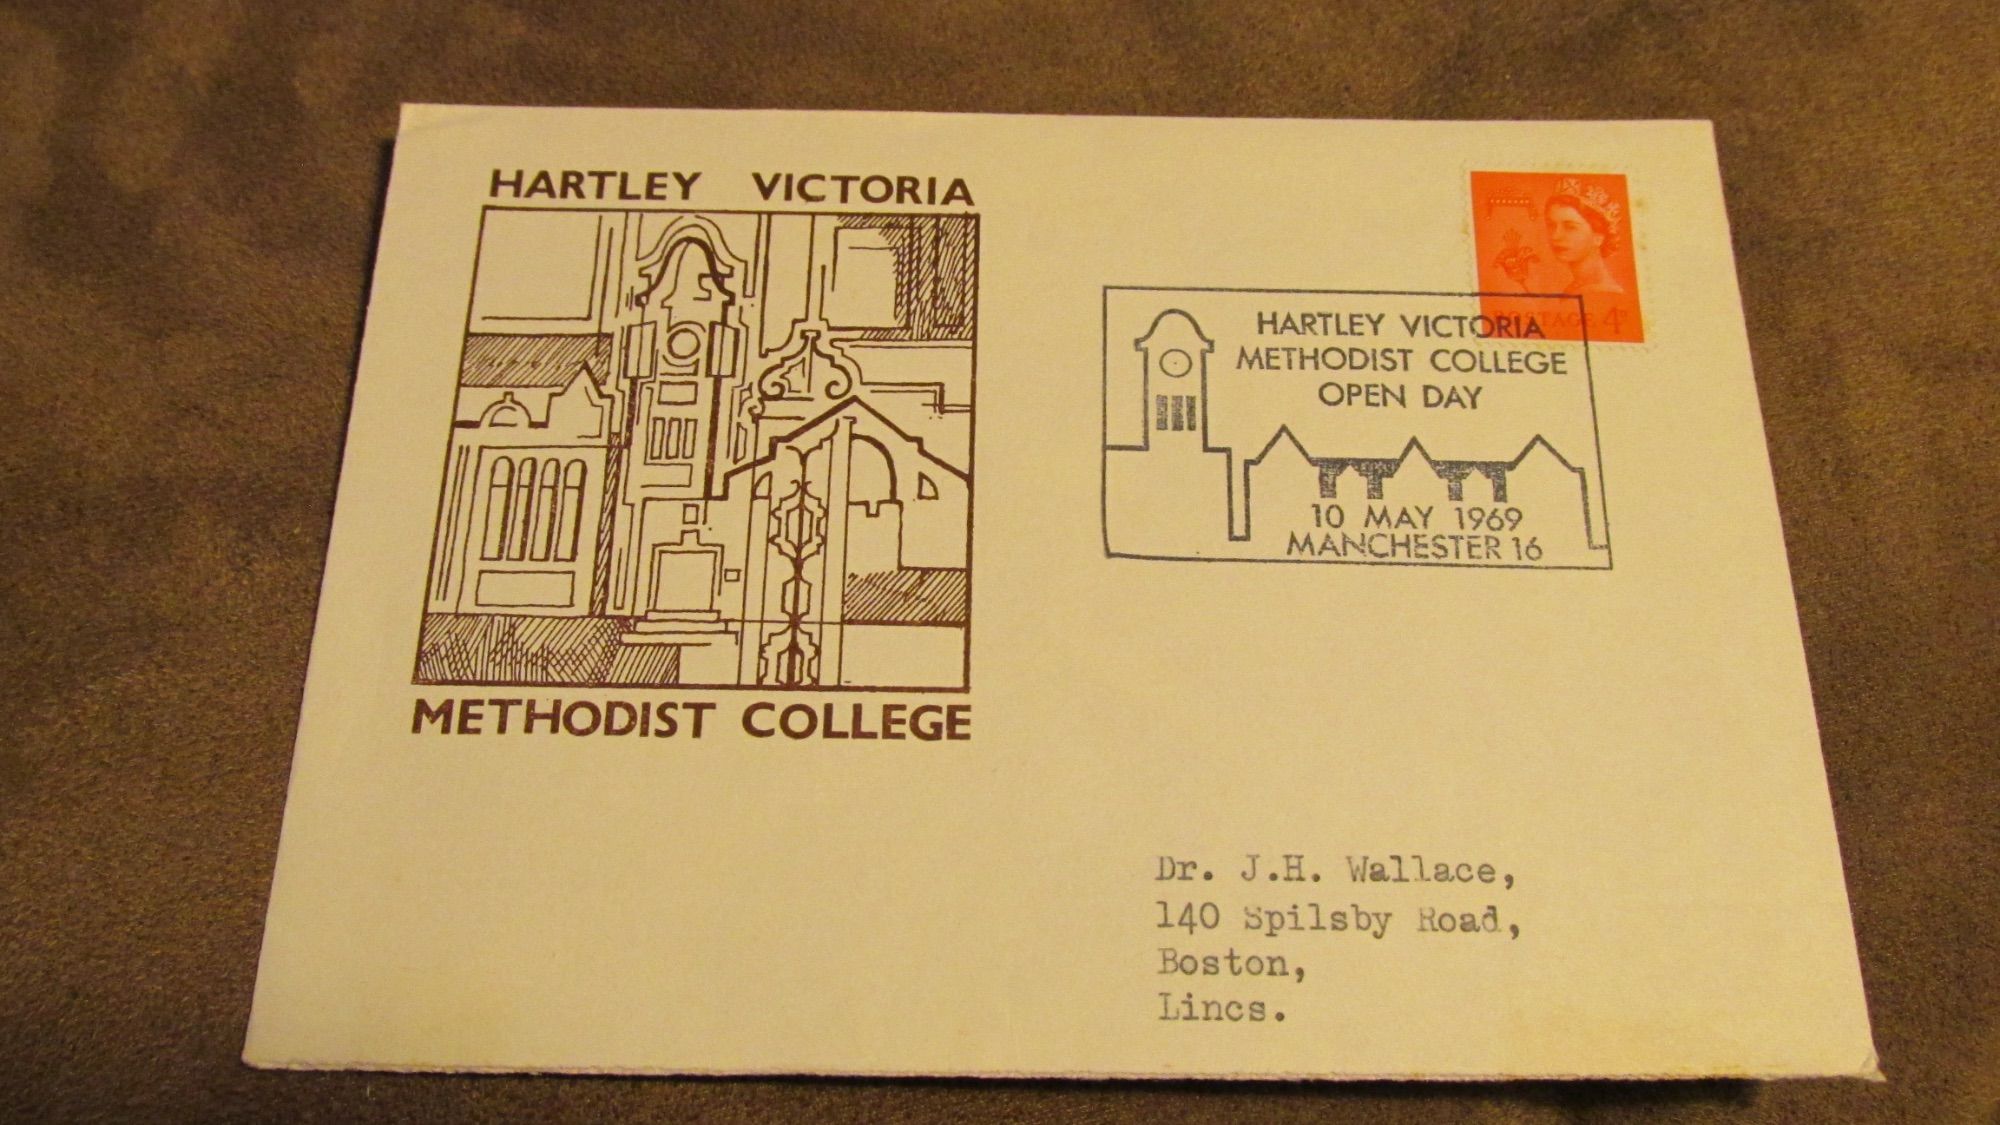 HARTLEY VICTORIA
METHODIST COLLEGE
POSTAGE 4D
HARTLEY VICTORIA
METHODIST COLLEGE
OPEN DAY
10 MAY 1969
MANCHESTER 16
Dr. J.H. Wallace,
140 Spilsby Road,
Boston,
Lincs.